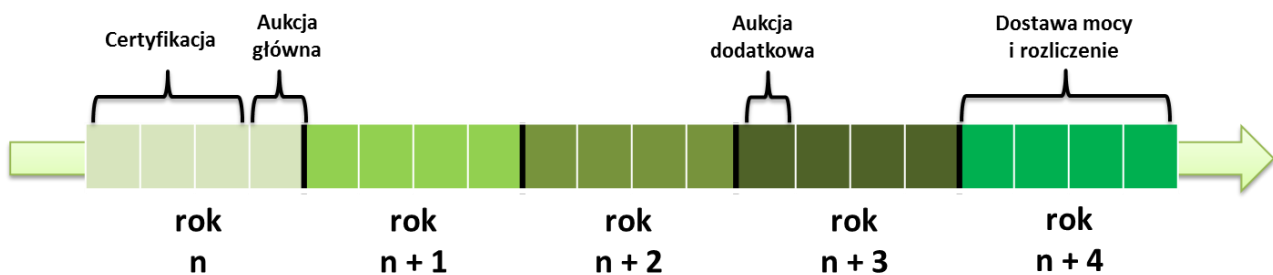 Certyfikacja
Aukcja
główna
Aukcja
dodatkowa
Dostawa mocy
i rozliczenie
rok
n
rok
n + 1
rok
n + 2
rok
n + 3
rok
n + 4